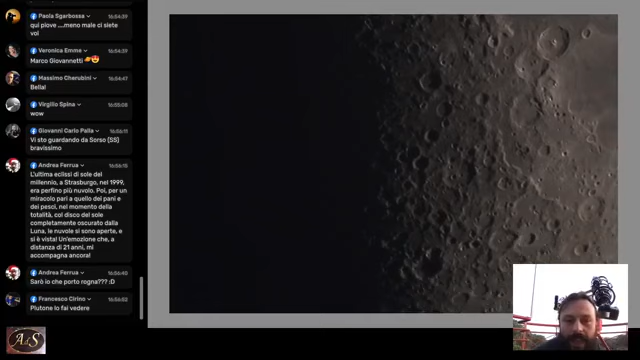 Paola Sgarbossa 16:54:39
qui piove ....meno male ci siete
voi
Veronica Emme 16:54:39
Marco Giovannetti
Massimo Cherubini 16:54:47
Bella!
Virgilio Spina 16:55:08
wow
Giovanni Carlo Palla 16:56:11
Vi sto guardando da Sorso (SS)
bravissimo
Andrea Ferrua 16:56:15
L'ultima eclissi di sole del
millennio, a Strasburgo, nel 1999,
era perfino più nuvolo. Poi, per un
miracolo pari a quello dei pani e
dei pesci, nel momento della
totalità, col disco del sole
completamente oscurato dalla
Luna, le nuvole si sono aperte, e
si è vista! Un'emozione che, a
distanza di 21 anni, mi
accompagna ancora!
Andrea Ferrua 16:56:40
Sarò io che porto rogna??? :D
Francesco Cirino 16:56:52
Plutone lo fai vedere
AdS